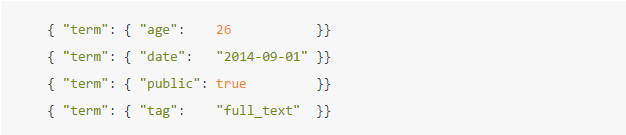 { "term": { "age":    26           }}
{ "term": { "date":   "2014-09-01" }}
{ "term": { "public": true         }}
{ "term": { "tag":    "full_text"  }}